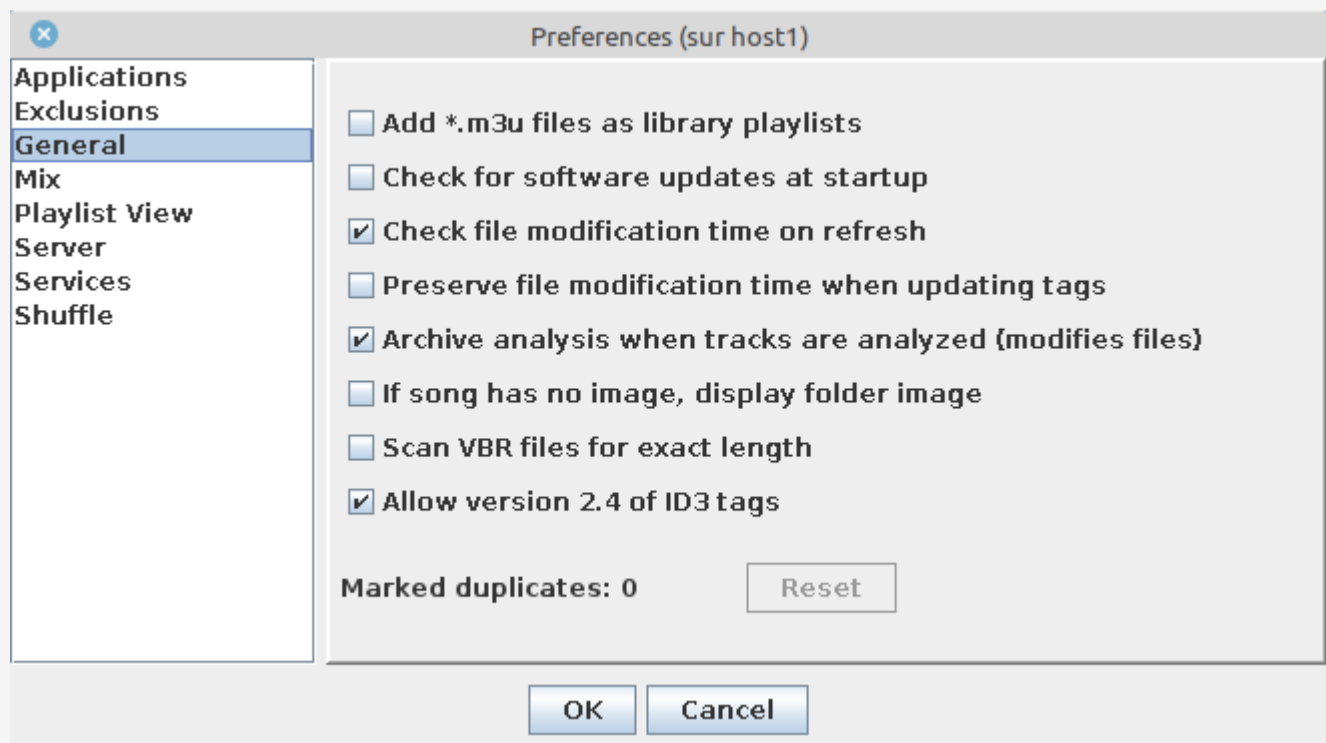 Preferences (sur host1)
Applications
Exclusions
General
Mix
Playlist View
Server
Services
Shuffle
Add *.m3u files as library playlists
Check for software updates at startup
Check file modification time on refresh
Preserve file modification time when updating tags
Archive analysis when tracks are analyzed (modifies files)
If song has no image, display folder image
Scan VBR files for exact length
Allow version 2.4 of ID3 tags
Marked duplicates: 0 Reset
OK Cancel